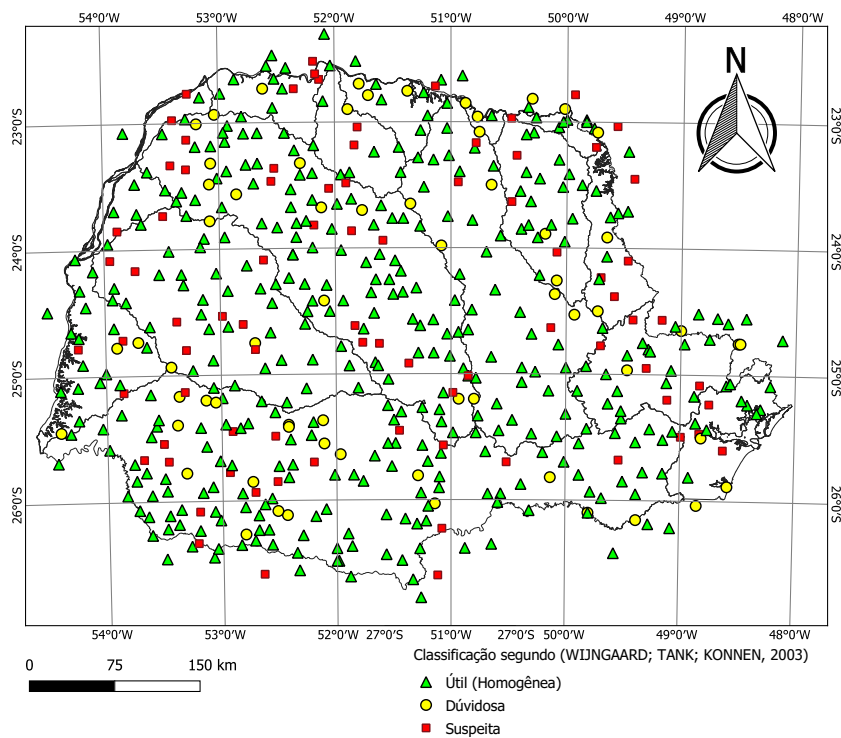 54°0'W 53°0'W 52°0'W 51°0'W 50°0'W 49°0'W 48°0'W
N
23°0'S 23°0'S
24°0'S 24°0'S
25°0'S 25°0'S
26°0'S 26°0'S
54°0'W 53°0'W 52°0'W 27°0'S 51°0'W 27°0'S 50°0'W 49°0'W 48°0'W
0 75 150 km
Classificação segundo (WIJNGAARD; TANK; KONNEN, 2003)
Útil (Homogênea)
Dúvidosa
Suspeita